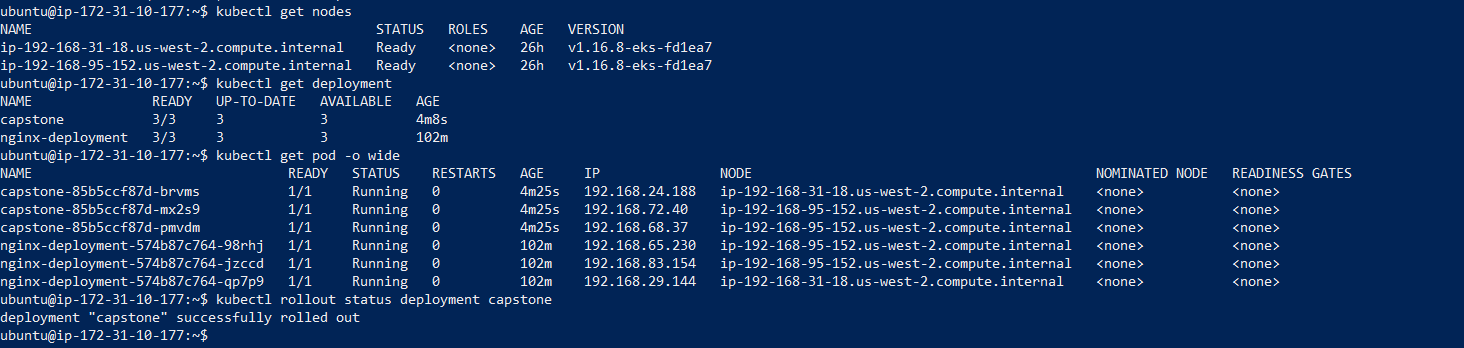 ubuntu@ip-172-31-10-177:~$ kubectl get nodes
NAME                                           STATUS   ROLES    AGE   VERSION
ip-192-168-31-18.us-west-2.compute.internal    Ready    <none>   26h   v1.16.8-eks-fd1ea7
ip-192-168-95-152.us-west-2.compute.internal   Ready    <none>   26h   v1.16.8-eks-fd1ea7
ubuntu@ip-172-31-10-177:~$ kubectl get deployment
NAME               READY   UP-TO-DATE   AVAILABLE   AGE
capstone           3/3     3            3           4m8s
nginx-deployment   3/3     3            3           102m
ubuntu@ip-172-31-10-177:~$ kubectl get pod -o wide
NAME                                READY   STATUS    RESTARTS   AGE     IP               NODE                                           NOMINATED NODE   READINESS GATES
capstone-85b5ccf87d-brvms           1/1     Running   0          4m25s   192.168.24.188   ip-192-168-31-18.us-west-2.compute.internal    <none>           <none>
capstone-85b5ccf87d-mx2s9           1/1     Running   0          4m25s   192.168.72.40    ip-192-168-95-152.us-west-2.compute.internal   <none>           <none>
capstone-85b5ccf87d-pmvdm           1/1     Running   0          4m25s   192.168.68.37    ip-192-168-95-152.us-west-2.compute.internal   <none>           <none>
nginx-deployment-574b87c764-98rhj   1/1     Running   0          102m    192.168.65.230   ip-192-168-95-152.us-west-2.compute.internal   <none>           <none>
nginx-deployment-574b87c764-jzccd   1/1     Running   0          102m    192.168.83.154   ip-192-168-95-152.us-west-2.compute.internal   <none>           <none>
nginx-deployment-574b87c764-qp7p9   1/1     Running   0          102m    192.168.29.144   ip-192-168-31-18.us-west-2.compute.internal    <none>           <none>
ubuntu@ip-172-31-10-177:~$ kubectl rollout status deployment capstone
deployment "capstone" successfully rolled out
ubuntu@ip-172-31-10-177:~$